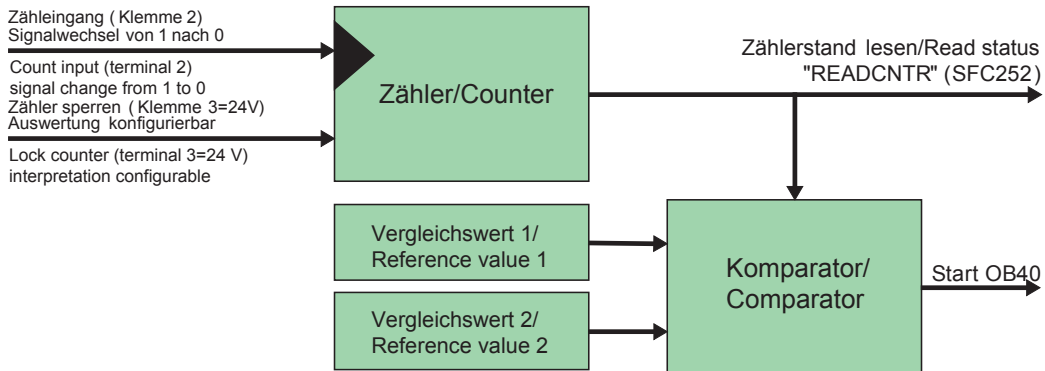 Zähleingang ( Klemme 2)
Signalwechsel von 1 nach 0
Count input (terminal 2)
signal change from 1 to 0
Zähler sperren ( Klemme 3=24V)
Auswertung konfigurierbar
Lock counter (terminal 3=24 V)
interpretation configurable
Zähler/Counter
Zählerstand lesen/Read status
"READCNTR" (SFC252)
Vergleichswert 1/
Reference value 1
Vergleichswert 2/
Reference value 2
Komparator/
Comparator
Start OB40